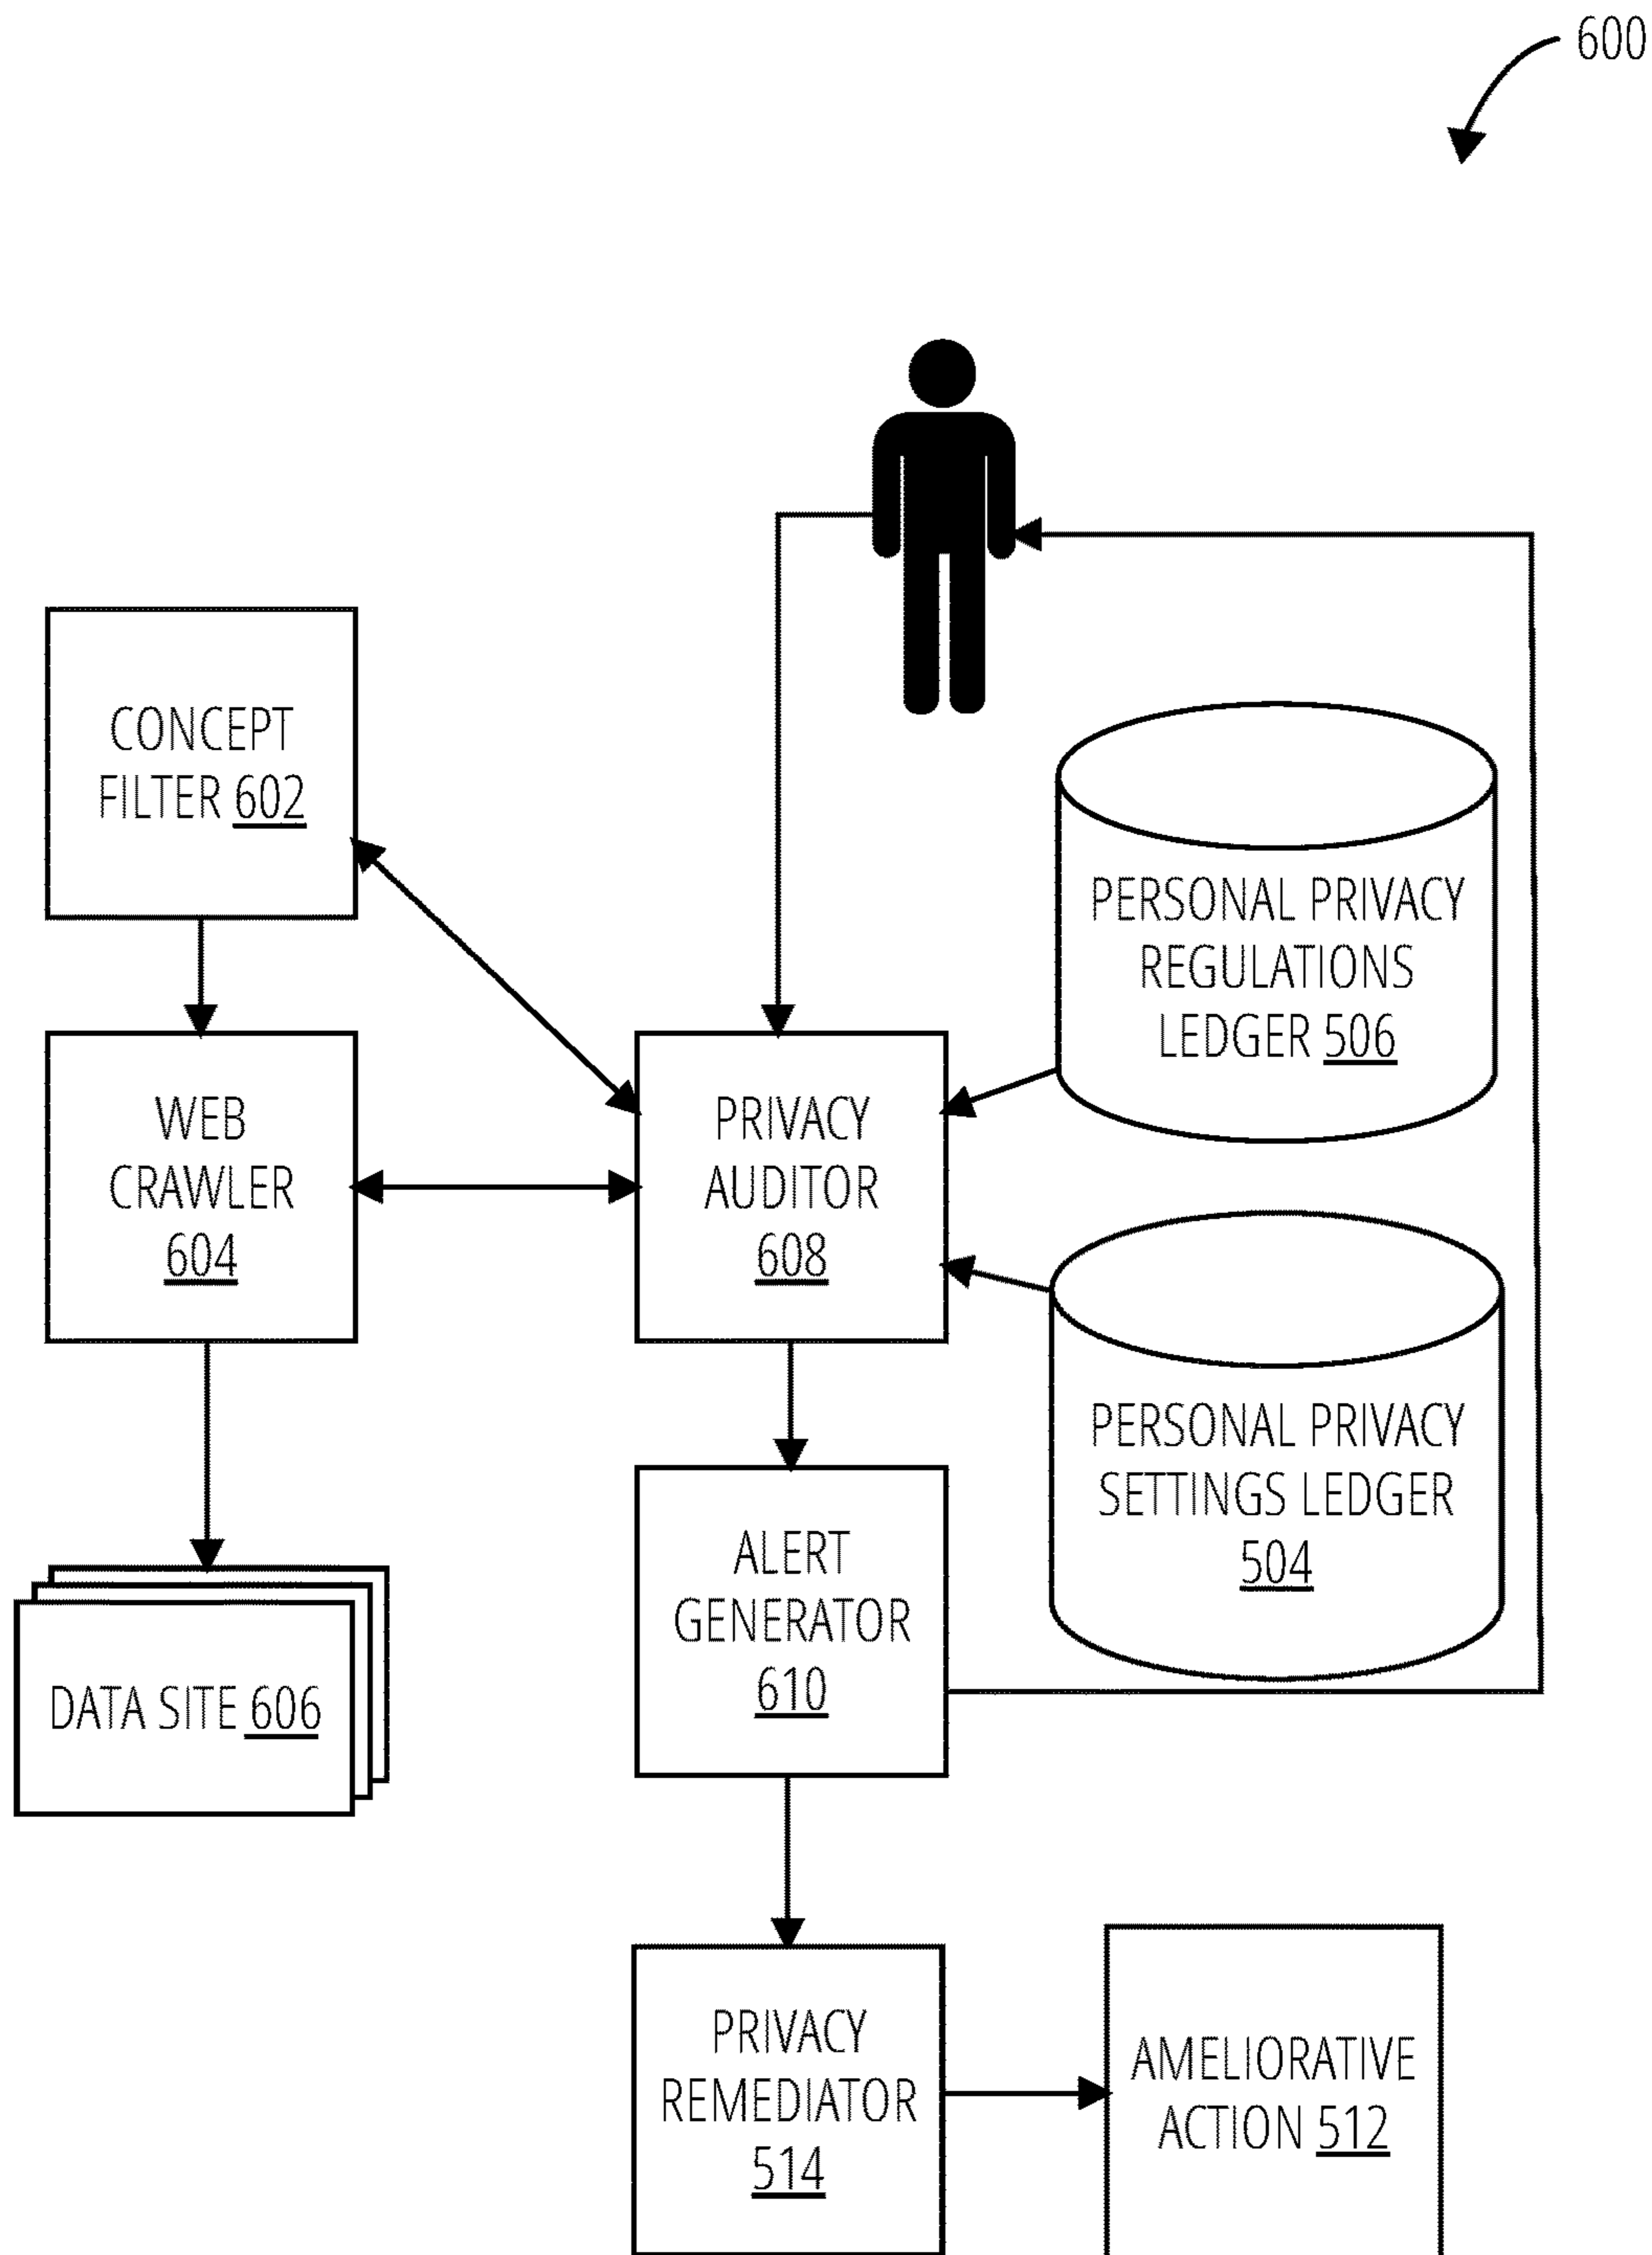 600
CONCEPT
FILTER 602
PERSONAL PRIVACY
REGULATIONS
LEDGER 506
WEB
CRAWLER
604
PRIVACY
AUDITOR
608
PERSONAL PRIVACY
SETTINGS LEDGER
504
ALERT
GENERATOR
610
DATA SITE 606
PRIVACY
REMEDIATOR
514
AMELIORATIVE
ACTION 512